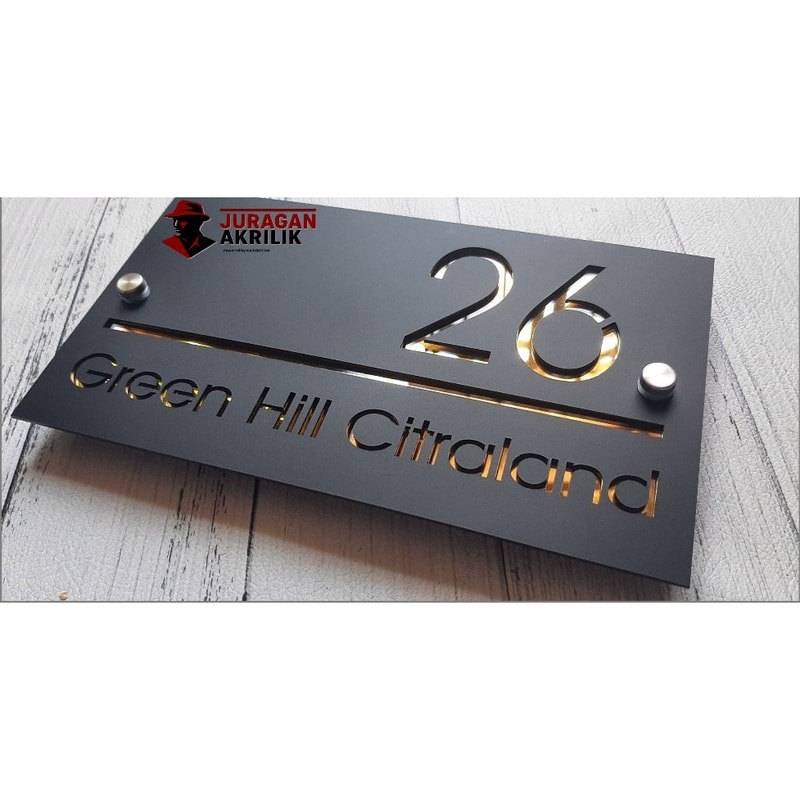 JURAGAN
AKRILIK
26.
Green Hill Citraland